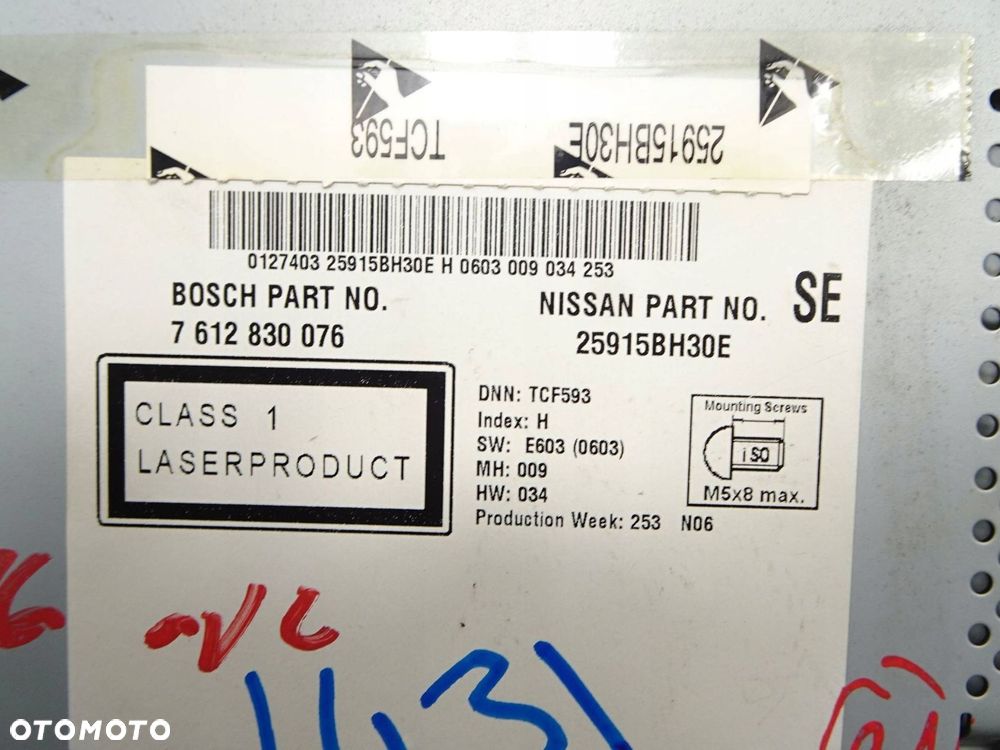 TCF593
25915BH30E
0127403 25915BH30E H 0603 009 034 253
BOSCH PART NO.
7 612 830 076
NISSAN PART NO.
25915BH30E
SE
CLASS 1
LASERPRODUCT
DNN: TCF593
Index: H
SW: E603 (0603)
MH: 009
HW: 034
Production Week: 253 N06
Mounting Screws
iSO
M5x8 max.
OTOMOTO